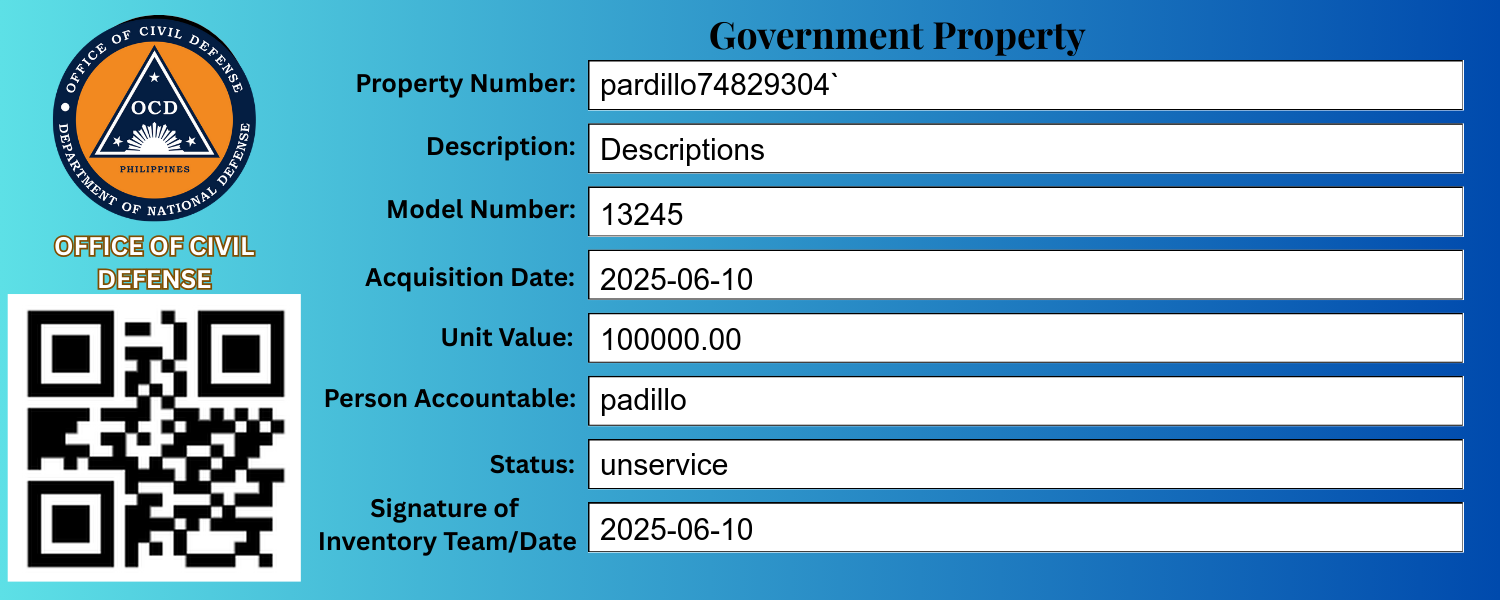 OFFICE OF CIVIL DEFENSE
DEPARTMENT OF NATIONAL DEFENSE
OCD
PHILIPPINES
OFFICE OF CIVIL
DEFENSE
Government Property
Property Number: pardillo74829304`
Description: Descriptions
Model Number: 13245
Acquisition Date: 2025-06-10
Unit Value: 100000.00
Person Accountable: padillo
Status: unservice
Signature of
Inventory Team/Date 2025-06-10